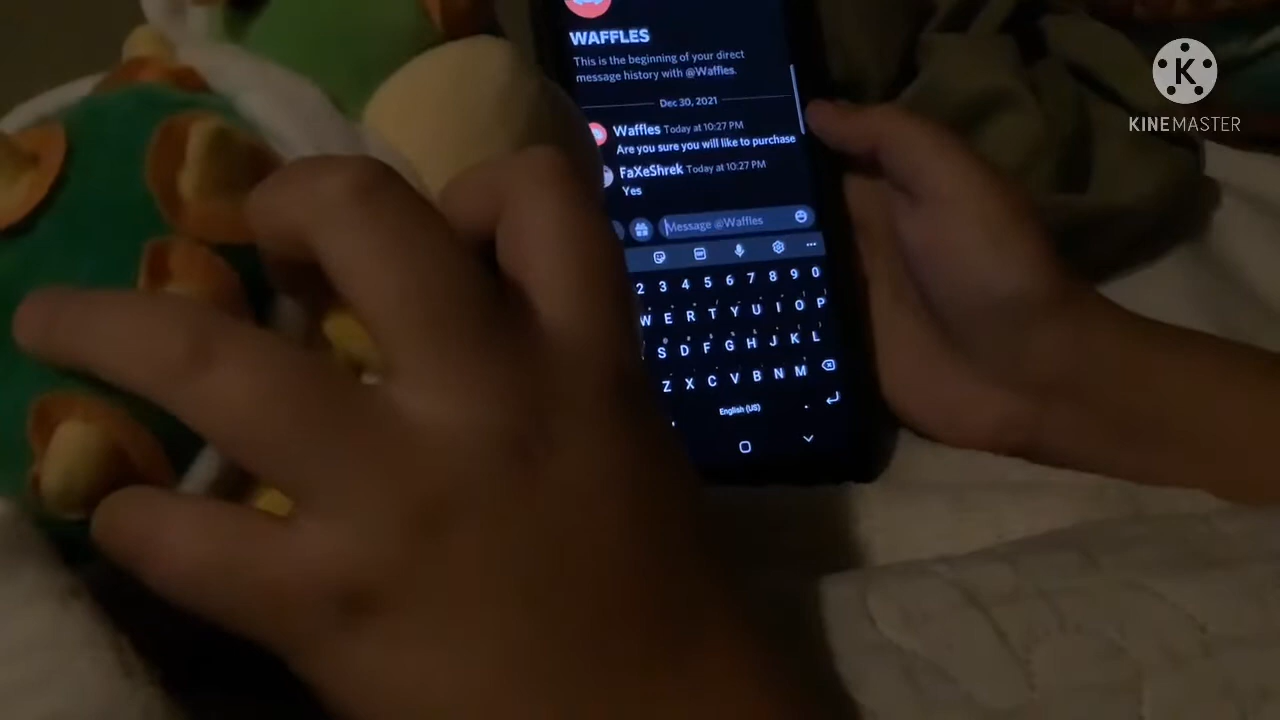 WAFFLES
This is the beginning of your direct
message history with @Waffles.
Dec 30, 2021
Waffles Today at 10:27 PM
Are you sure you will like to purchase
FaXeShrek Today at 10:27 PM
Yes
Message @Waffles
2 3 4 5 6 7 8 9 0
W E R T Y U I O P
S D F G H J K L
Z X C V B N M
English (US)
K
KINEMASTER